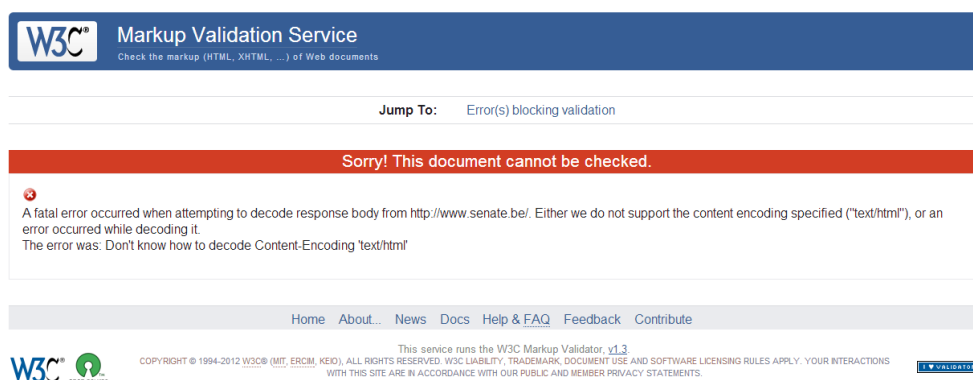 W3C®
Markup Validation Service
Check the markup (HTML, XHTML, ...) of Web documents
Jump To: Error(s) blocking validation
Sorry! This document cannot be checked.
A fatal error occurred when attempting to decode response body from http://www.senate.be/. Either we do not support the content encoding specified ("text/html"), or an
error occurred while decoding it.
The error was: Don't know how to decode Content-Encoding 'text/html'
Home About... News Docs Help & FAQ Feedback Contribute
This service runs the W3C Markup Validator, v1.3.
COPYRIGHT © 1994-2012 W3C® (MIT, ERCIM, KEIO), ALL RIGHTS RESERVED. W3C LIABILITY, TRADEMARK, DOCUMENT USE AND SOFTWARE LICENSING RULES APPLY. YOUR INTERACTIONS
WITH THIS SITE ARE IN ACCORDANCE WITH OUR PUBLIC AND MEMBER PRIVACY STATEMENTS.
W3C®
I ♥ VALIDATOR